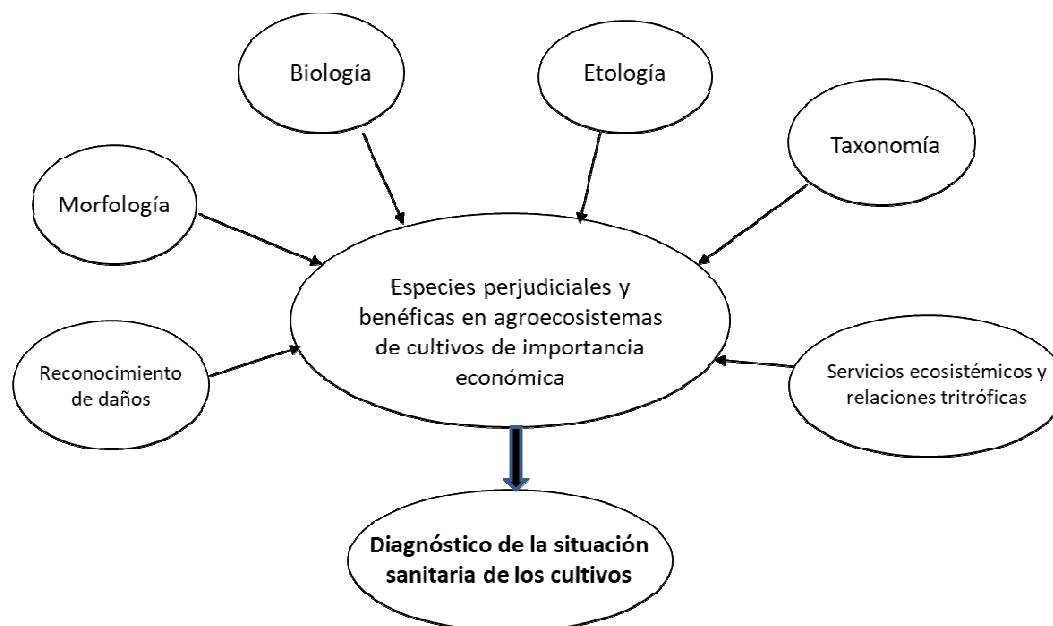 Biología
Etología
Taxonomía
Morfología
Especies perjudiciales y
benéficas en agroecosistemas
de cultivos de importancia
económica
Reconocimiento
de daños
Servicios ecosistémicos y
relaciones tritróficas
Diagnóstico de la situación
sanitaria de los cultivos